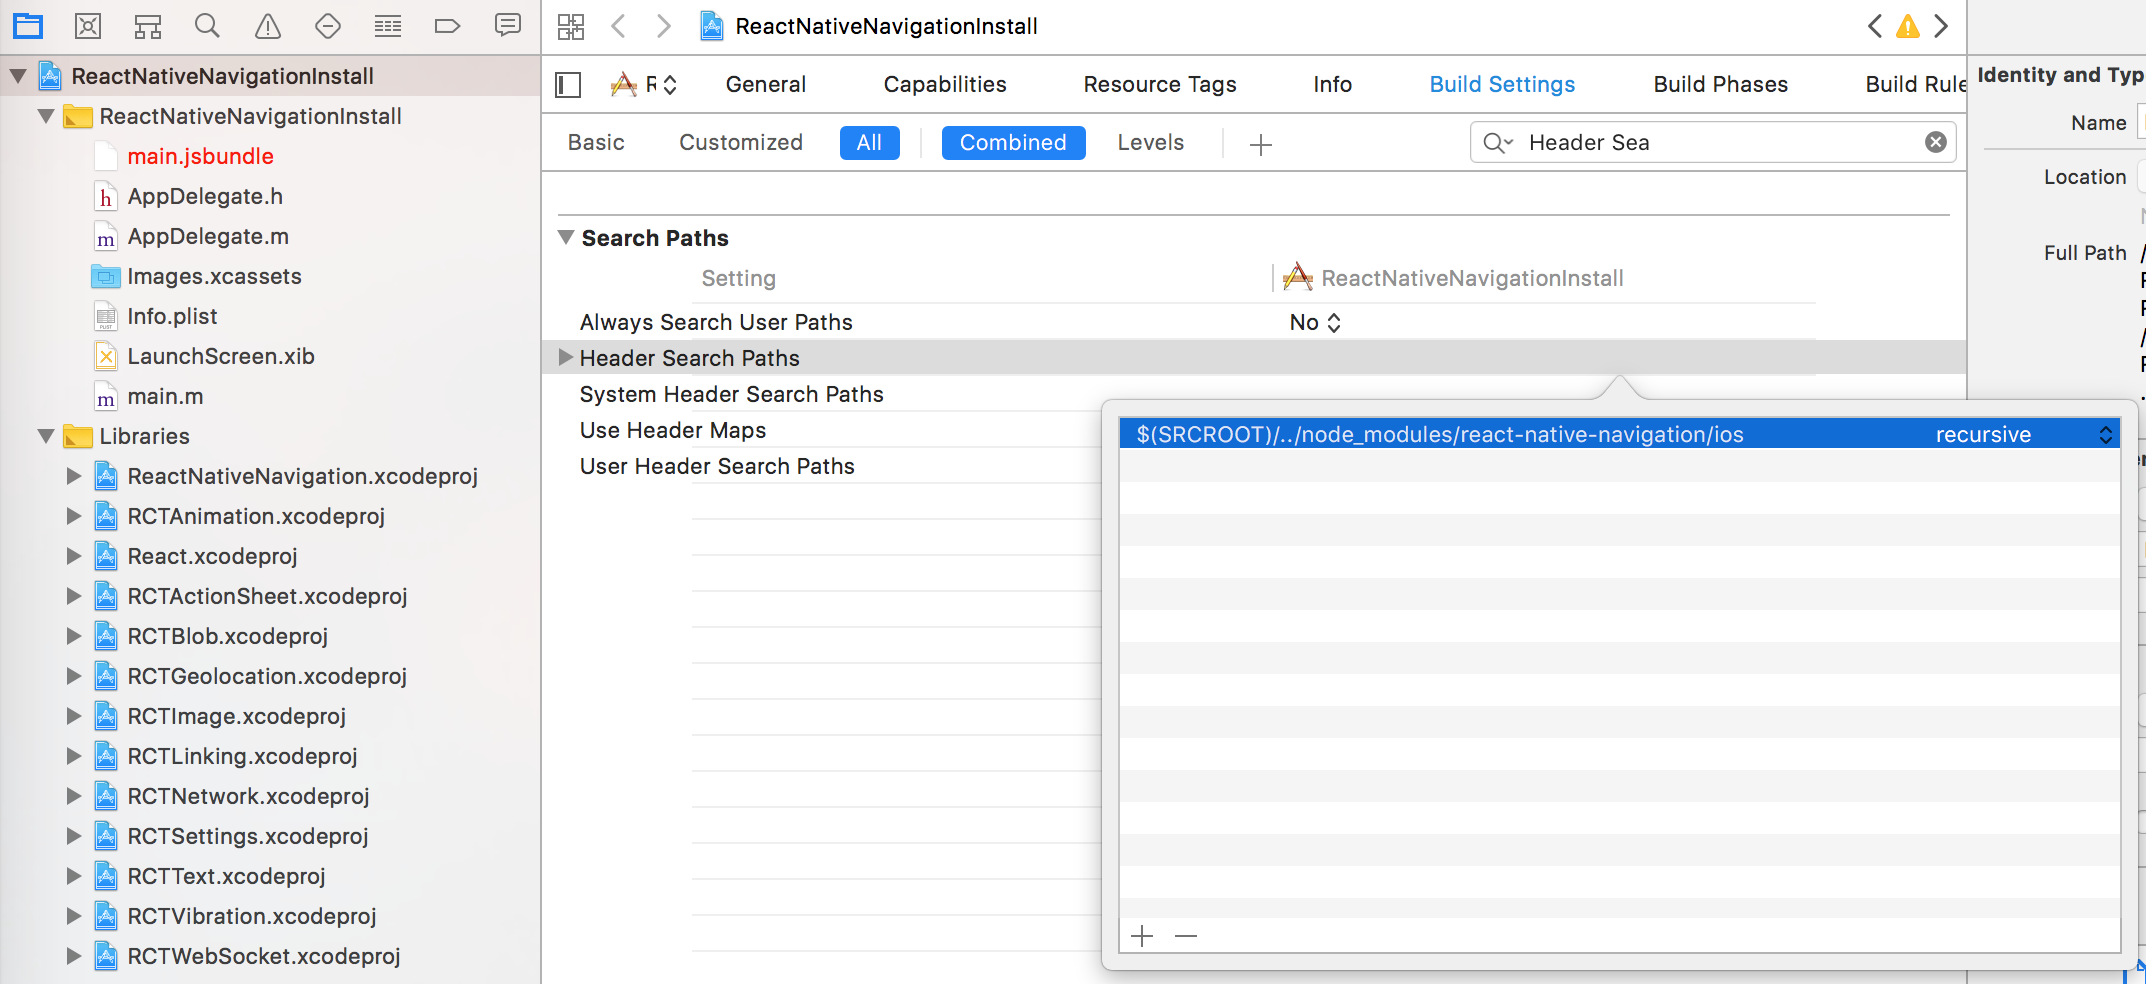 ReactNativeNavigationInstall
ReactNativeNavigationInstall
main.jsbundle
AppDelegate.h
AppDelegate.m
Images.xcassets
Info.plist
LaunchScreen.xib
main.m
Libraries
ReactNativeNavigation.xcodeproj
RCTAnimation.xcodeproj
React.xcodeproj
RCTActionSheet.xcodeproj
RCTBlob.xcodeproj
RCTGeolocation.xcodeproj
RCTImage.xcodeproj
RCTLinking.xcodeproj
RCTNetwork.xcodeproj
RCTSettings.xcodeproj
RCTText.xcodeproj
RCTVibration.xcodeproj
RCTWebSocket.xcodeproj
ReactNativeNavigationInstall
R General Capabilities Resource Tags Info Build Settings Build Phases Build Rule
Basic Customized All Combined Levels Header Sea
Search Paths
Setting ReactNativeNavigationInstall
Always Search User Paths No
Header Search Paths
System Header Search Paths
Use Header Maps
User Header Search Paths
$(SRCROOT)/../node_modules/react-native-navigation/ios recursive
Identity and Typ
Name
Location
Full Path